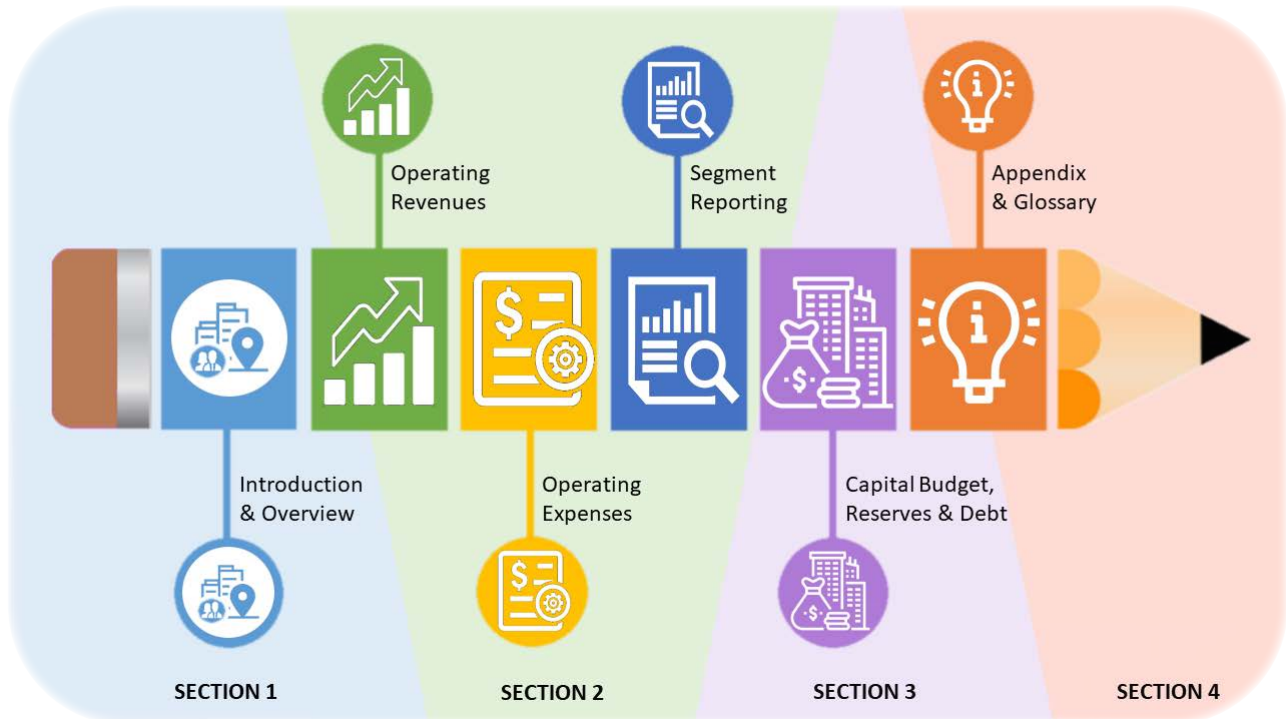 Operating
Revenues
Segment
Reporting
Appendix
& Glossary
Introduction
& Overview
Operating
Expenses
Capital Budget,
Reserves & Debt
SECTION 1
SECTION 2
SECTION 3
SECTION 4